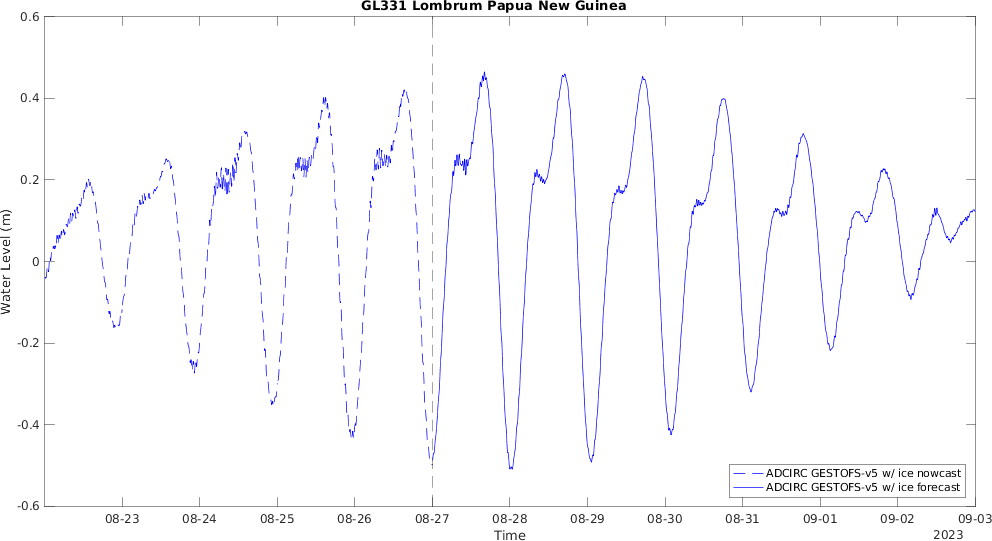 GL331 Lombrum Papua New Guinea
0.6
0.4
0.2
0
-0.2
-0.4
-0.6
Water Level (m)
08-23 08-24 08-25 08-26 08-27 08-28 08-29 08-30 08-31 09-01 09-02 09-03
Time
2023
ADCIRC GESTOFS-v5 w/ ice nowcast
ADCIRC GESTOFS-v5 w/ ice forecast